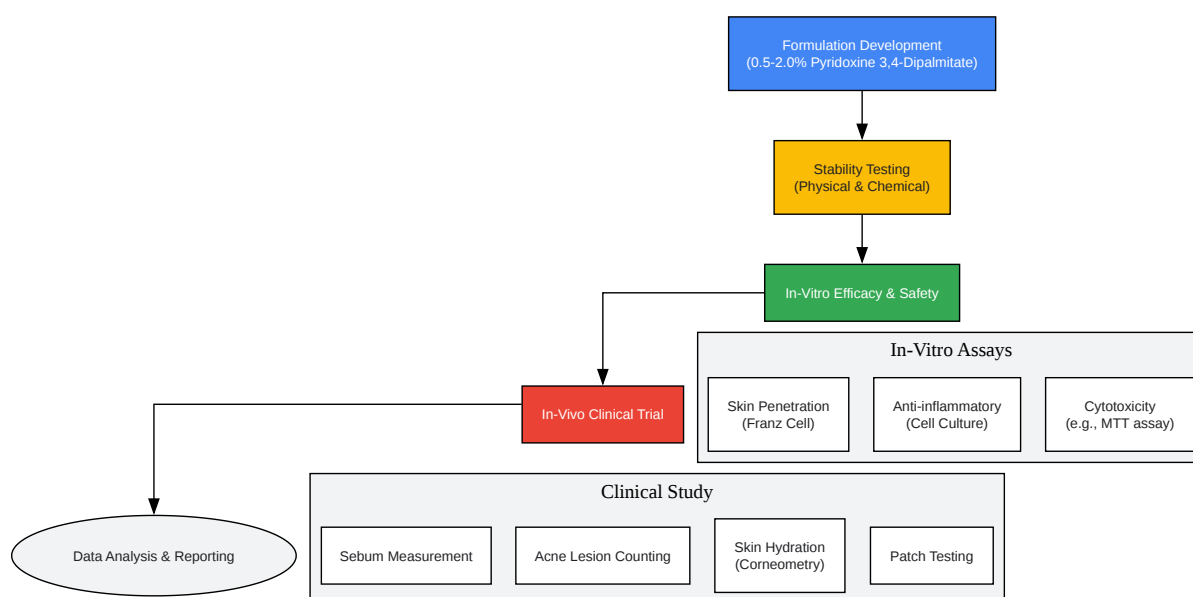 Formulation Development
(0.5-2.0% Pyridoxine 3,4-Dipalmitate)
Stability Testing
(Physical & Chemical)
In-Vitro Efficacy & Safety
In-Vitro Assays
Skin Penetration
(Franz Cell)
Anti-inflammatory
(Cell Culture)
Cytotoxicity
(e.g., MTT assay)
In-Vivo Clinical Trial
Clinical Study
Sebum Measurement
Acne Lesion Counting
Skin Hydration
(Corneometry)
Patch Testing
Data Analysis & Reporting